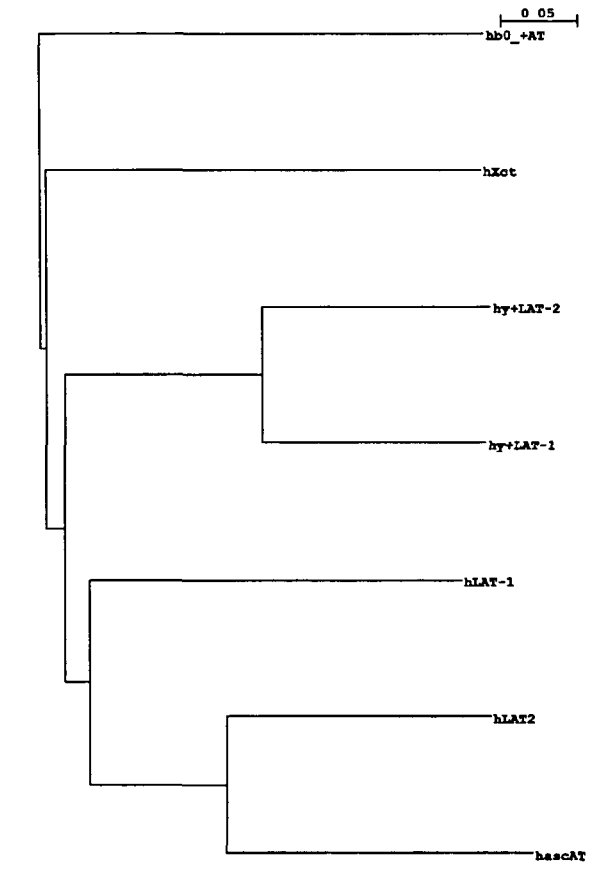 0 05
hb0_+AT
hXct
hy+LAT-2
hy+LAT-1
hLAT-1
hLAT2
hascAT